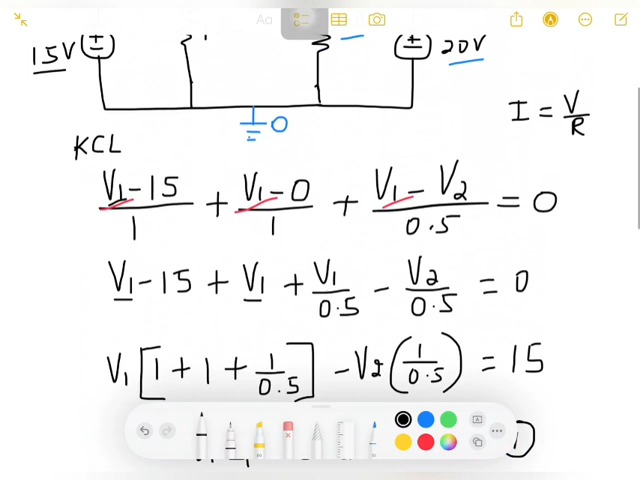 Aa
15V
20V
0
I = V/R
KCL
(V1-15)/1 + (V1-0)/1 + (V1-V2)/0.5 = 0
V1-15 + V1 + V1/0.5 - V2/0.5 = 0
V1[1+1+1/0.5] - V2(1/0.5) = 15